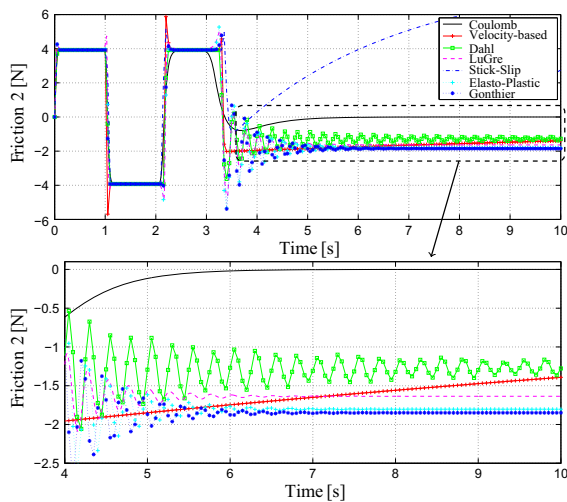 6
4
2
0
−2
−4
−6
Friction 2 [N]
Coulomb
Velocity-based
Dahl
LuGre
Stick-Slip
Elasto-Plastic
Gonthier
0 1 2 3 4 5 6 7 8 9 10
Time [s]
0
−0.5
−1
−1.5
−2
−2.5
Friction 2 [N]
4 5 6 7 8 9 10
Time [s]